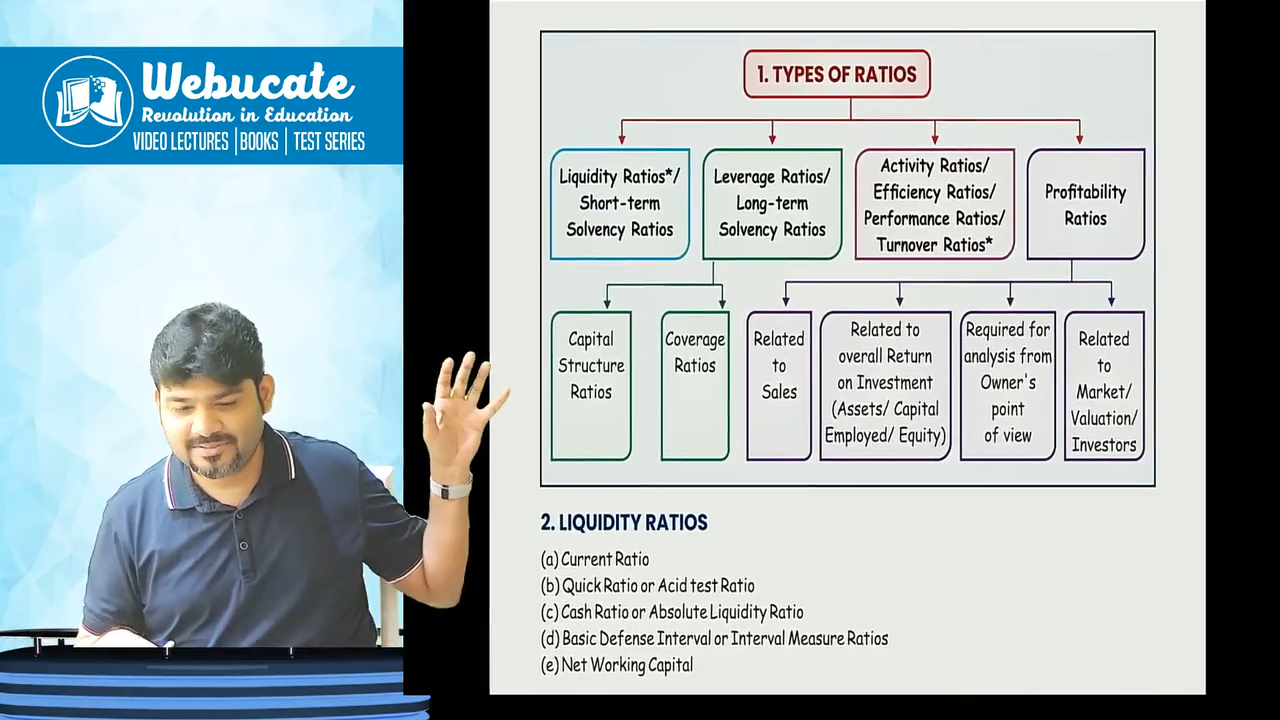 Webucate
Revolution in Education
VIDEO LECTURES | BOOKS | TEST SERIES
1. TYPES OF RATIOS
Liquidity Ratios*/
Short-term
Solvency Ratios
Leverage Ratios/
Long-term
Solvency Ratios
Activity Ratios/
Efficiency Ratios/
Performance Ratios/
Turnover Ratios*
Profitability
Ratios
Capital
Structure
Ratios
Coverage
Ratios
Related
to
Sales
Related to
overall Return
on Investment
(Assets/ Capital
Employed/ Equity)
Required for
analysis from
Owner's
point
of view
Related
to
Market/
Valuation/
Investors
2. LIQUIDITY RATIOS
(a) Current Ratio
(b) Quick Ratio or Acid test Ratio
(c) Cash Ratio or Absolute Liquidity Ratio
(d) Basic Defense Interval or Interval Measure Ratios
(e) Net Working Capital